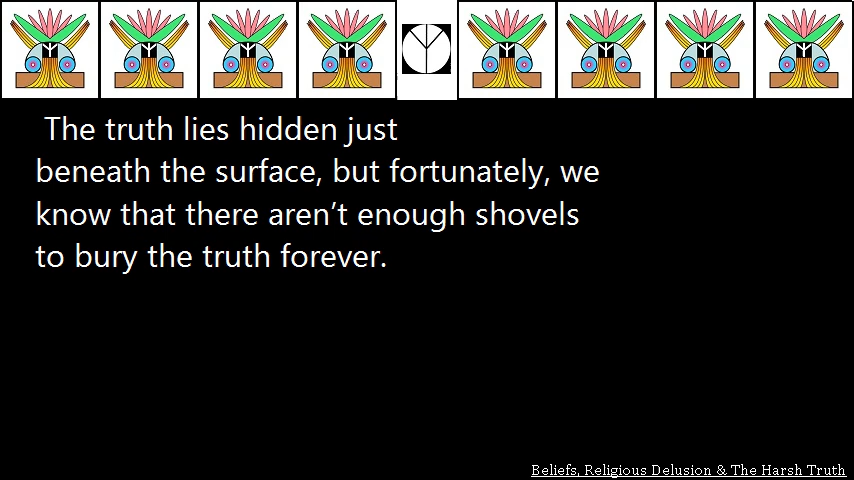 The truth lies hidden just
beneath the surface, but fortunately, we
know that there aren’t enough shovels
to bury the truth forever.
Beliefs, Religious Delusion & The Harsh Truth